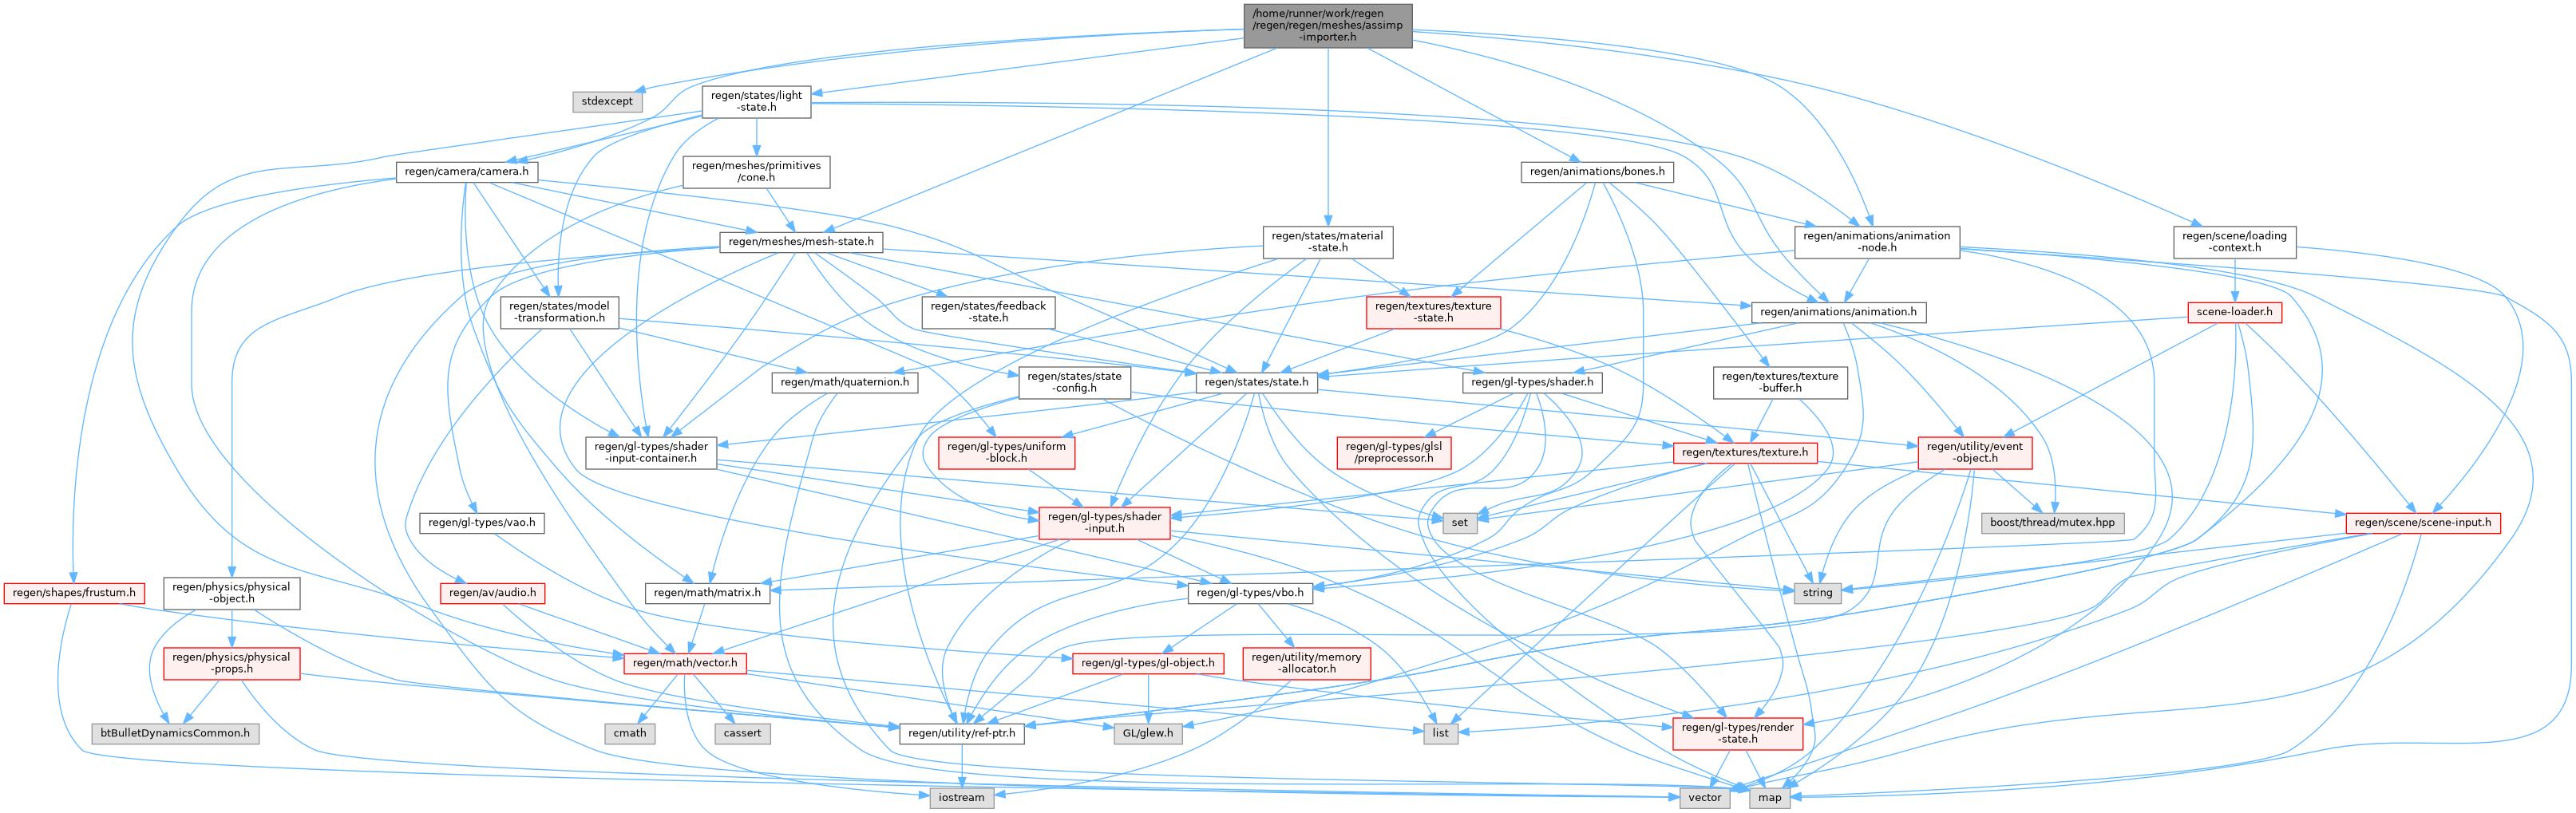 /home/runner/work/regen
/regen/regen/meshes/assimp
-importer.h
stdexcept
regen/states/light
-state.h
regen/camera/camera.h
regen/meshes/primitives
/cone.h
regen/animations/bones.h
regen/meshes/mesh-state.h
regen/states/material
-state.h
regen/animations/animation
-node.h
regen/scene/loading
-context.h
regen/states/model
-transformation.h
regen/states/feedback
-state.h
regen/textures/texture
-state.h
regen/animations/animation.h
scene-loader.h
regen/math/quaternion.h
regen/states/state
-config.h
regen/states/state.h
regen/gl-types/shader.h
regen/textures/texture
-buffer.h
regen/gl-types/shader
-input-container.h
regen/gl-types/uniform
-block.h
regen/gl-types/glsl
/preprocessor.h
regen/textures/texture.h
regen/utility/event
-object.h
regen/gl-types/vao.h
regen/gl-types/shader
-input.h
set
boost/thread/mutex.hpp
regen/scene/scene-input.h
regen/shapes/frustum.h
regen/physics/physical
-object.h
regen/av/audio.h
regen/math/matrix.h
regen/gl-types/vbo.h
string
regen/physics/physical
-props.h
regen/math/vector.h
regen/gl-types/gl-object.h
regen/utility/memory
-allocator.h
btBulletDynamicsCommon.h
cmath
cassert
regen/utility/ref-ptr.h
GL/glew.h
list
regen/gl-types/render
-state.h
iostream
vector
map